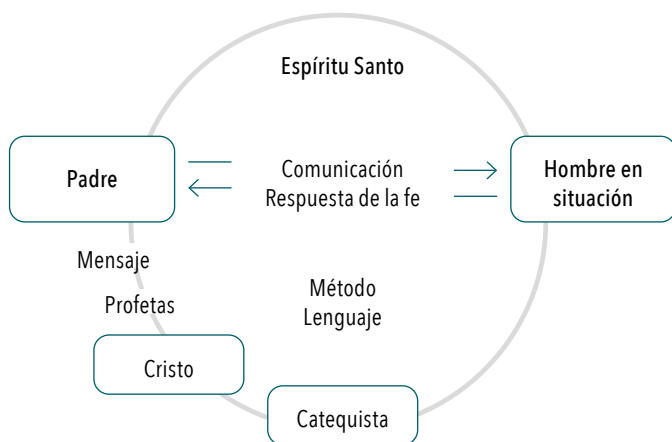 Espíritu Santo
Padre
Comunicación
Respuesta de la fe
Hombre en
situación
Mensaje
Profetas
Método
Lenguaje
Cristo
Catequista